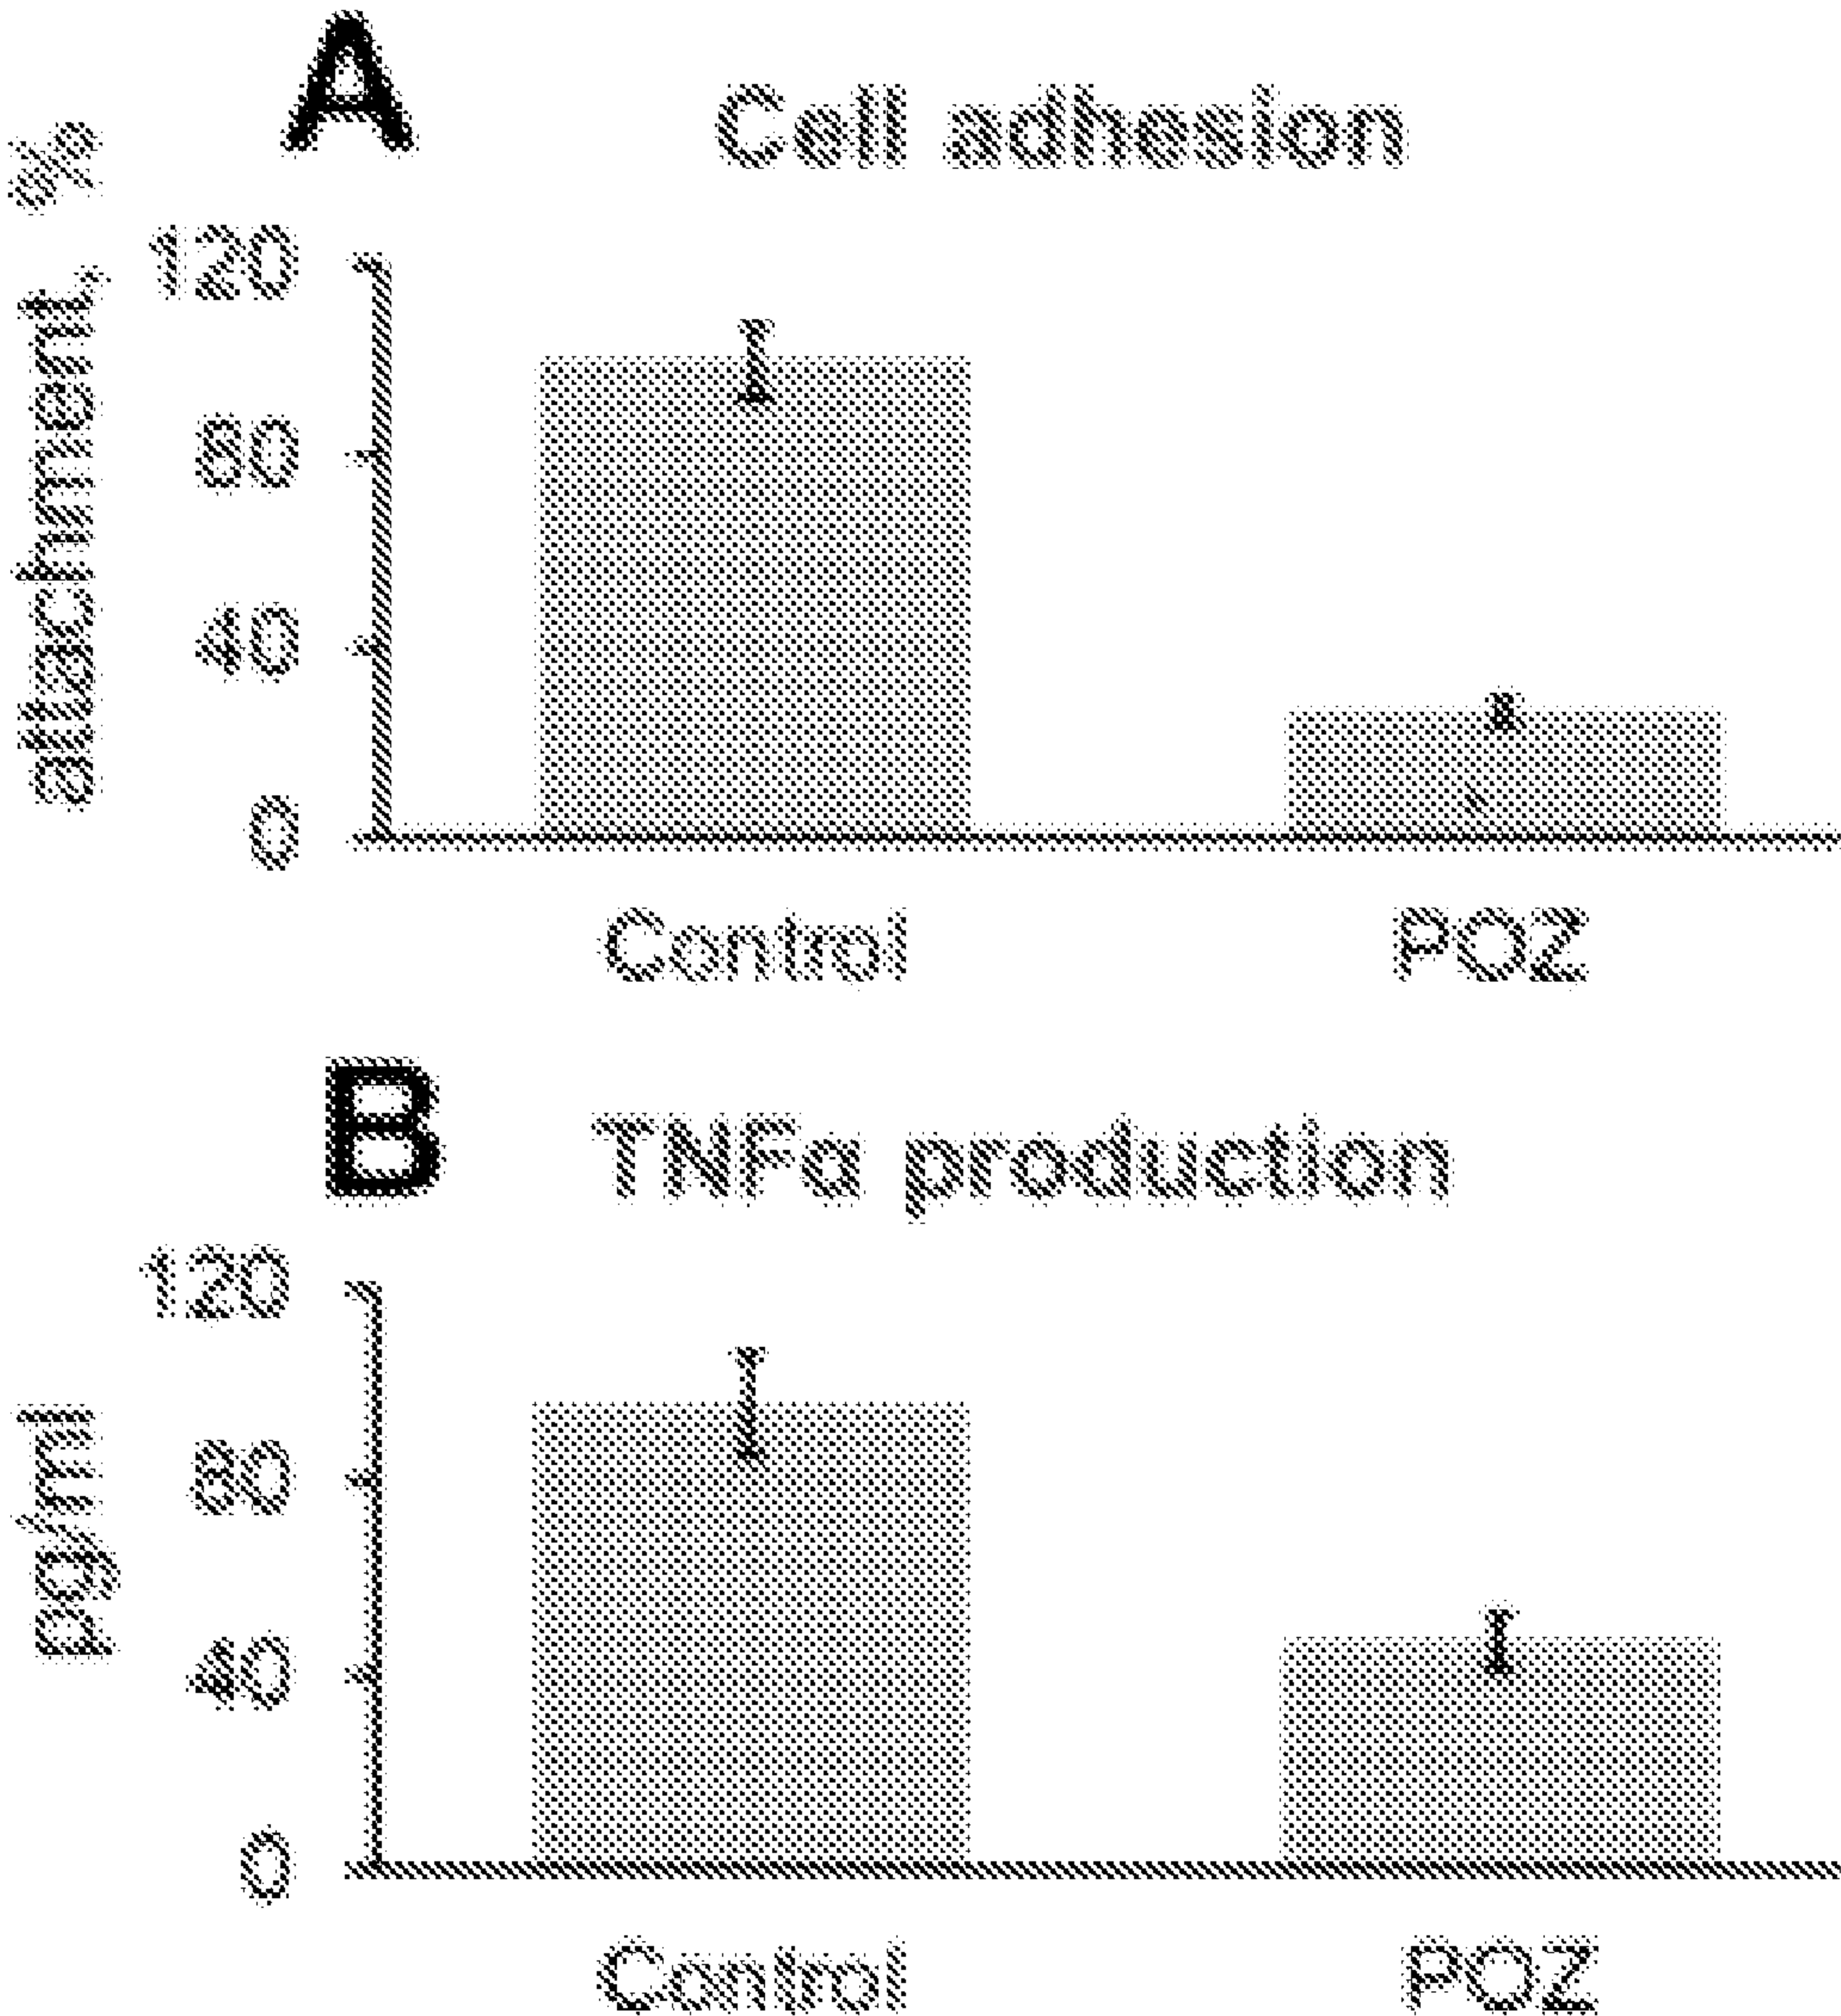 A
Cell adhesion
attachment, %
120
80
40
0
Control
POZ
B
TNFα production
pg/ml
120
80
40
0
Control
POZ